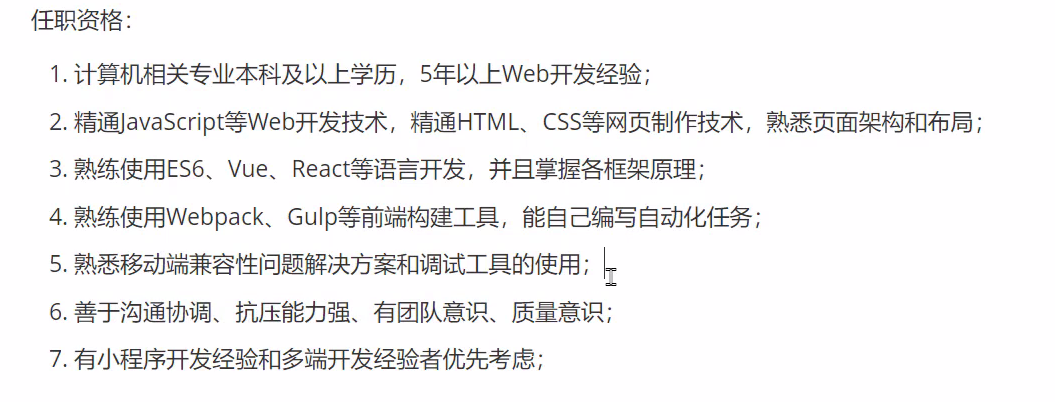 任职资格：
1. 计算机相关专业本科及以上学历，5年以上Web开发经验；
2. 精通JavaScript等Web开发技术，精通HTML、CSS等网页制作技术，熟悉页面架构和布局；
3. 熟练使用ES6、Vue、React等语言开发，并且掌握各框架原理；
4. 熟练使用Webpack、Gulp等前端构建工具，能自己编写自动化任务；
5. 熟悉移动端兼容性问题解决方案和调试工具的使用；
6. 善于沟通协调、抗压能力强、有团队意识、质量意识；
7. 有小程序开发经验和多端开发经验者优先考虑；